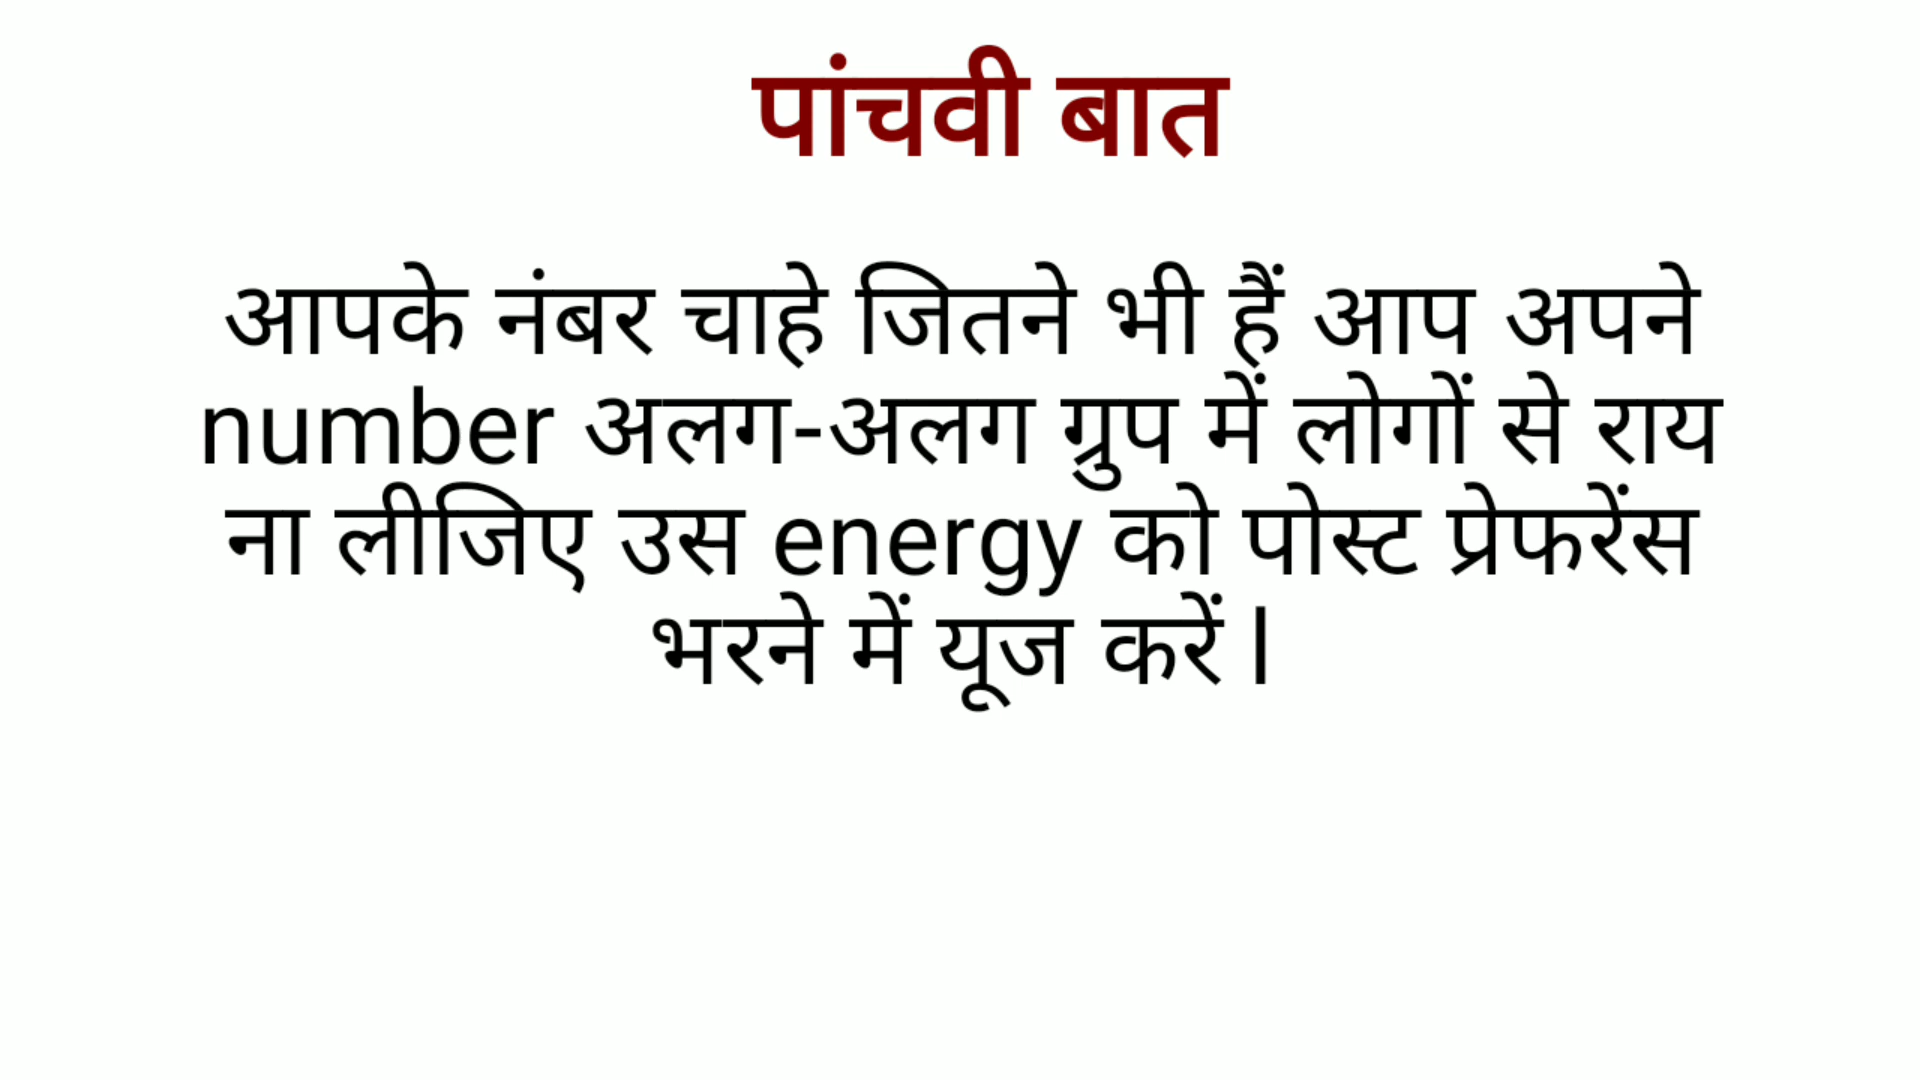 पांचवी बात
आपके नंबर चाहे जितने भी हैं आप अपने
number अलग-अलग ग्रुप में लोगों से राय
ना लीजिए उस energy को पोस्ट प्रेफरेंस
भरने में यूज करें l